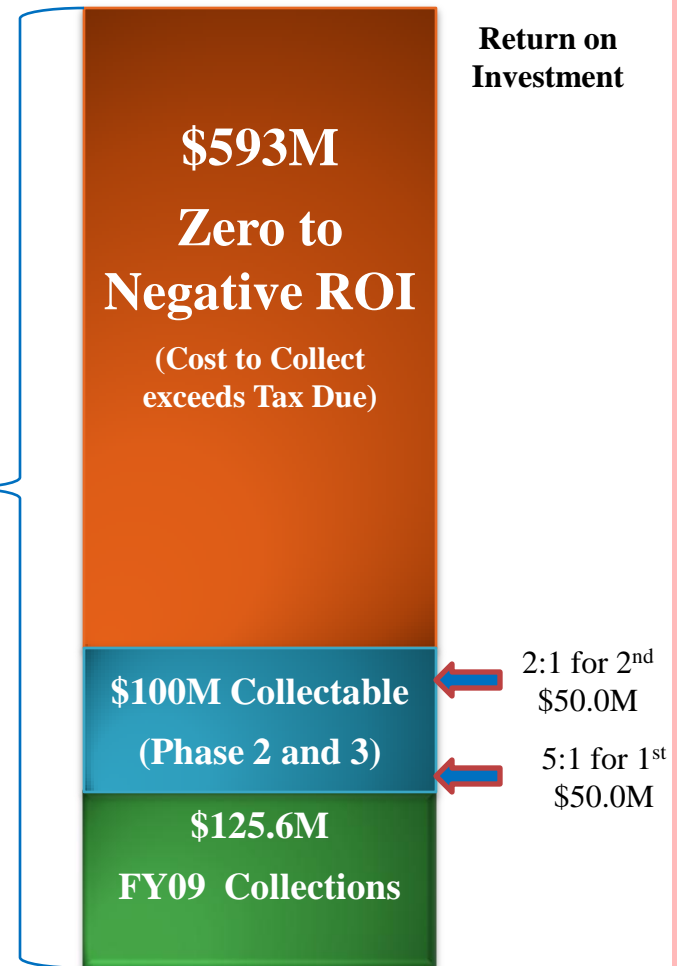 Return on
Investment
$593M
Zero to
Negative ROI
(Cost to Collect
exceeds Tax Due)
$100M Collectable
(Phase 2 and 3)
2:1 for 2nd
$50.0M
5:1 for 1st
$50.0M
$125.6M
FY09 Collections